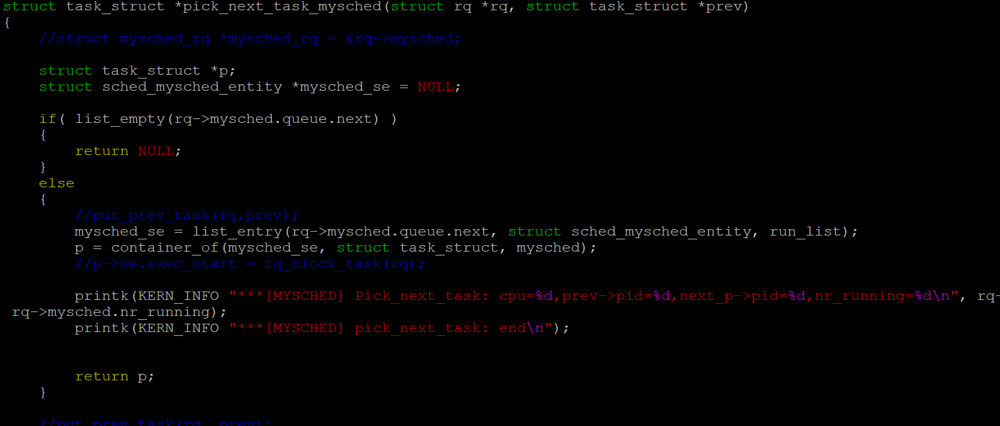 struct task_struct *pick_next_task_mysched(struct rq *rq, struct task_struct *prev)
{
//struct mysched_rq *mysched_rq = &rq->mysched;
struct task_struct *p;
struct sched_mysched_entity *mysched_se = NULL;
if( list_empty(rq->mysched.queue.next) )
{
return NULL;
}
else
{
//put_prev_task(rq,prev);
mysched_se = list_entry(rq->mysched.queue.next, struct sched_mysched_entity, run_list);
p = container_of(mysched_se, struct task_struct, mysched);
//p->se.exec_start = rq_clock_task(rq);
printk(KERN_INFO "***[MYSCHED] Pick_next_task: cpu=%d,prev->pid=%d,next_p->pid=%d,nr_running=%d\n", rq-
rq->mysched.nr_running);
printk(KERN_INFO "***[MYSCHED] pick_next_task: end\n");
return p;
}
//put_prev_task(rq, prev);